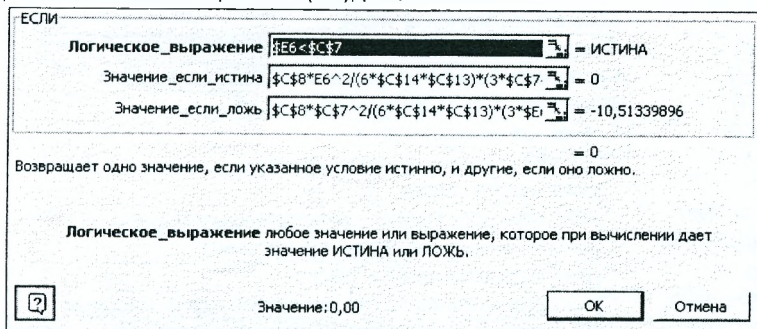 ЕСЛИ
Логическое_выражение $E6<$C$7 = ИСТИНА
Значение_если_истина $C$8*E6^2/(6*$C$14*$C$13)*(3*$C$7 = 0
Значение_если_ложь $C$8*$C$7^2/(6*$C$14*$C$13)*(3*$E = -10,51339896
= 0
Возвращает одно значение, если указанное условие истинно, и другие, если оно ложно.
Логическое_выражение любое значение или выражение, которое при вычислении дает
значение ИСТИНА или ЛОЖЬ.
Значение:0,00
OK
Отмена